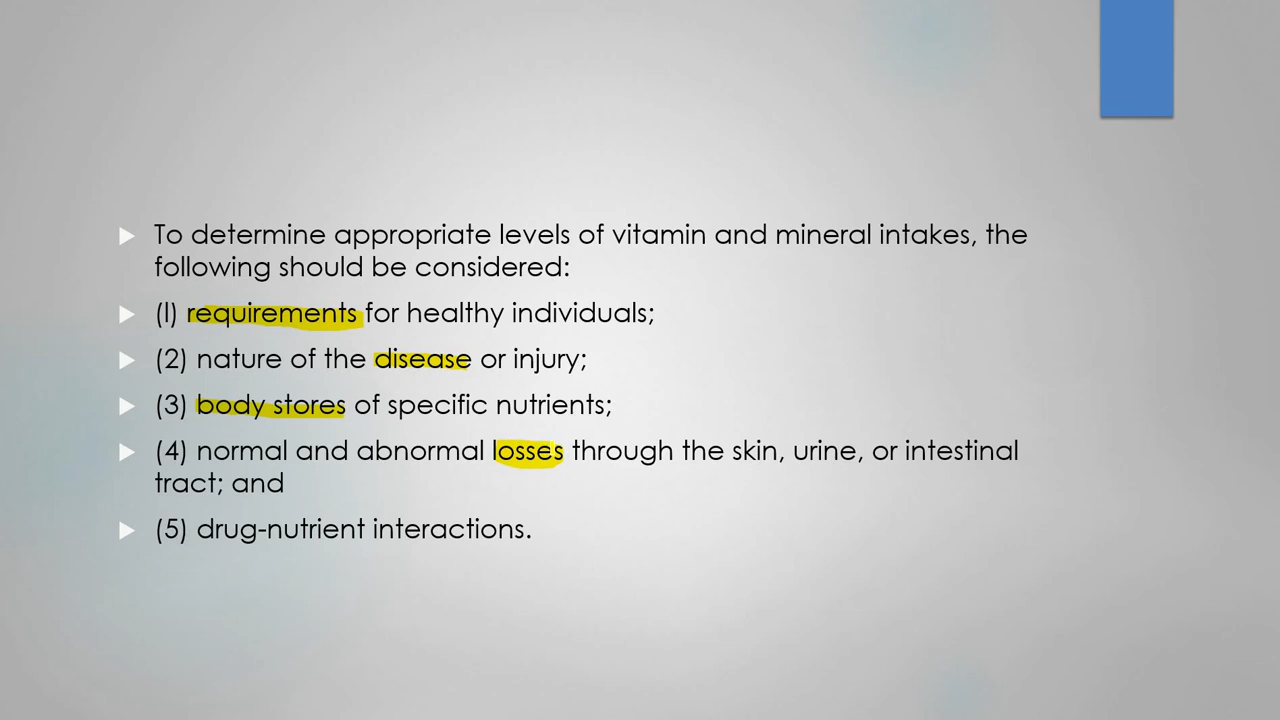 To determine appropriate levels of vitamin and mineral intakes, the
following should be considered:
(l) requirements for healthy individuals;
(2) nature of the disease or injury;
(3) body stores of specific nutrients;
(4) normal and abnormal losses through the skin, urine, or intestinal
tract; and
(5) drug-nutrient interactions.